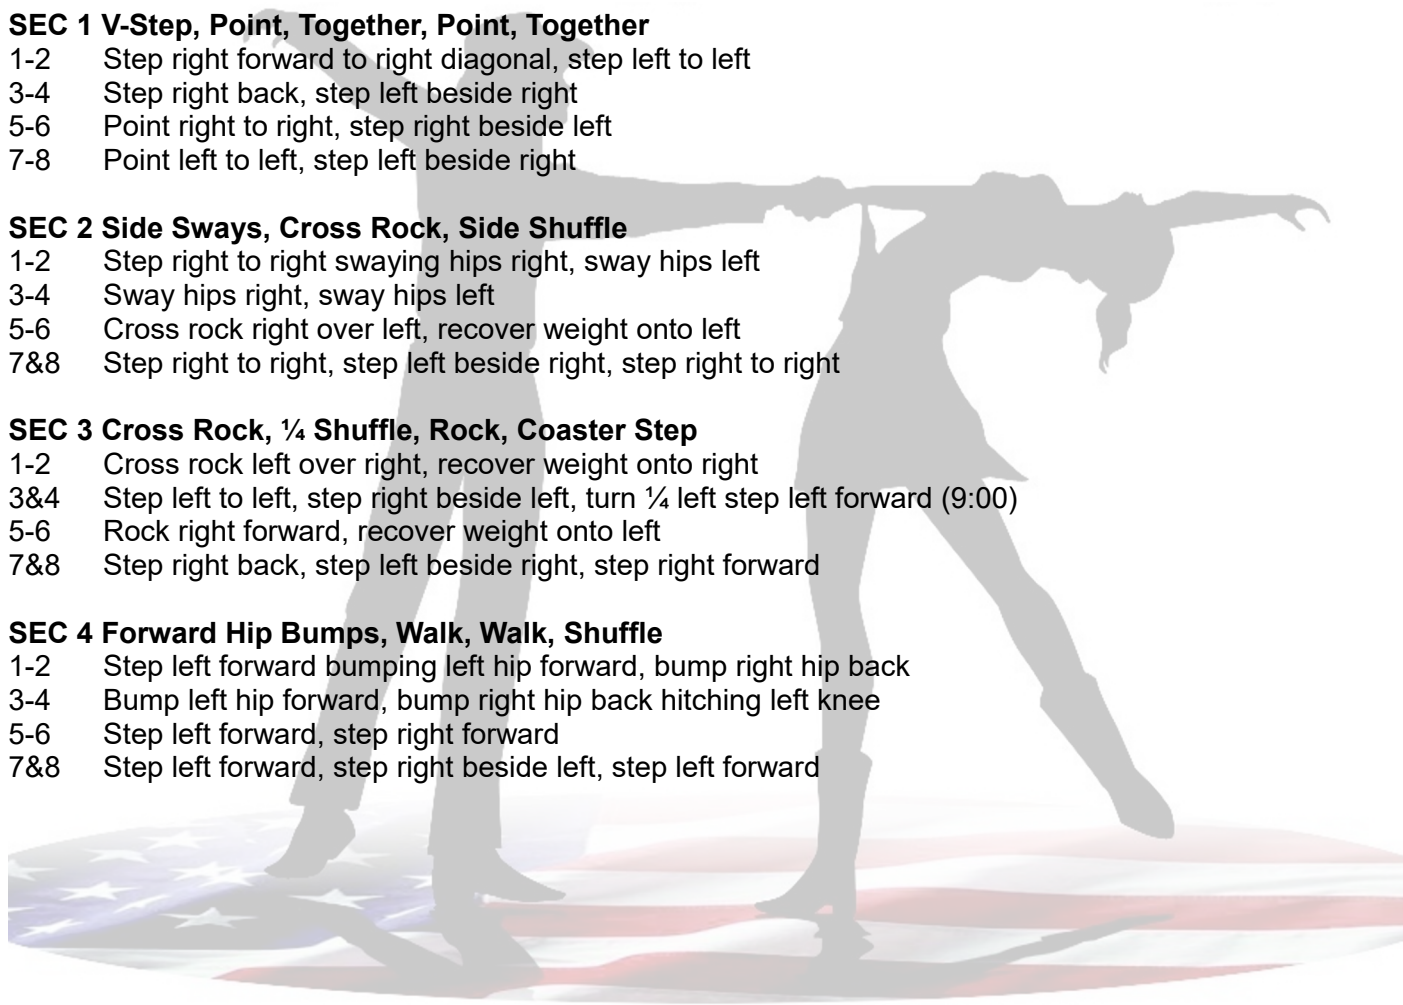 SEC 1 V-Step, Point, Together, Point, Together
1-2 Step right forward to right diagonal, step left to left
3-4 Step right back, step left beside right
5-6 Point right to right, step right beside left
7-8 Point left to left, step left beside right
SEC 2 Side Sways, Cross Rock, Side Shuffle
1-2 Step right to right swaying hips right, sway hips left
3-4 Sway hips right, sway hips left
5-6 Cross rock right over left, recover weight onto left
7&8 Step right to right, step left beside right, step right to right
SEC 3 Cross Rock, ¼ Shuffle, Rock, Coaster Step
1-2 Cross rock left over right, recover weight onto right
3&4 Step left to left, step right beside left, turn ¼ left step left forward (9:00)
5-6 Rock right forward, recover weight onto left
7&8 Step right back, step left beside right, step right forward
SEC 4 Forward Hip Bumps, Walk, Walk, Shuffle
1-2 Step left forward bumping left hip forward, bump right hip back
3-4 Bump left hip forward, bump right hip back hitching left knee
5-6 Step left forward, step right forward
7&8 Step left forward, step right beside left, step left forward